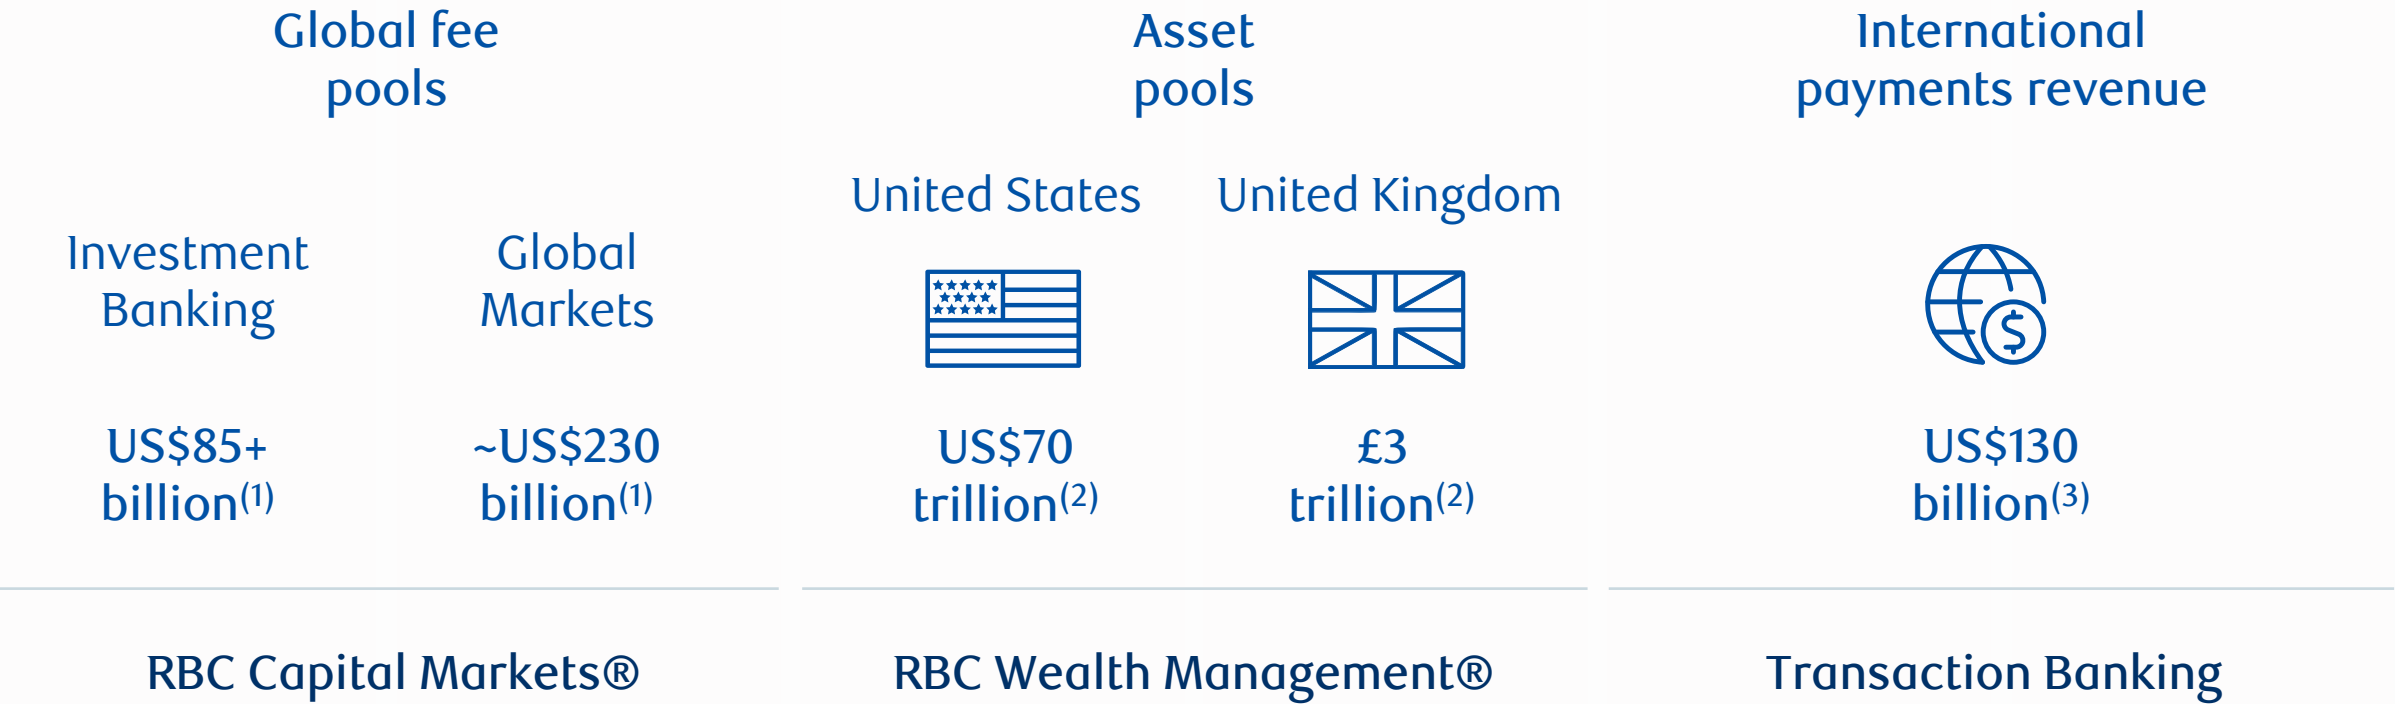 Global fee
pools
Investment
Banking
Global
Markets
US$85+
billion(1)
~US$230
billion(1)
RBC Capital Markets®
Asset
pools
United States
United Kingdom
US$70
trillion(2)
£3
trillion(2)
RBC Wealth Management®
International
payments revenue
$
US$130
billion(3)
Transaction Banking